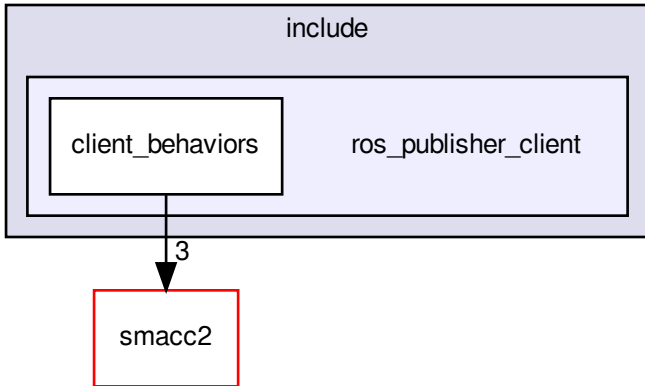 include
client_behaviors
ros_publisher_client
3
smacc2